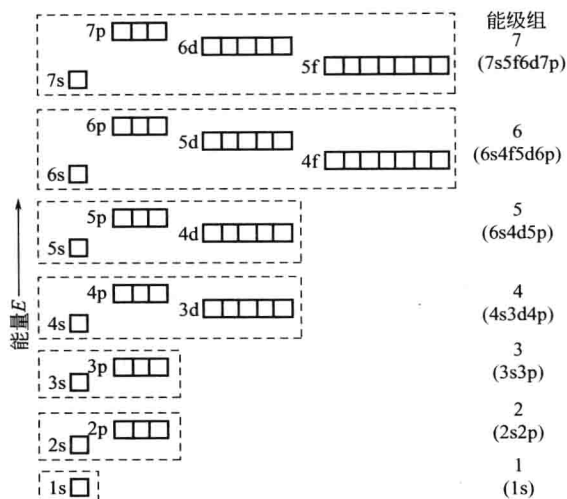 能级组
7p
6d
5f
7s
7
(7s5f6d7p)
6p
5d
4f
6s
6
(6s4f5d6p)
5p
4d
5s
5
(6s4d5p)
4p
3d
4s
4
(4s3d4p)
3p
3s
3
(3s3p)
2p
2s
2
(2s2p)
1s
1
(1s)
能量E